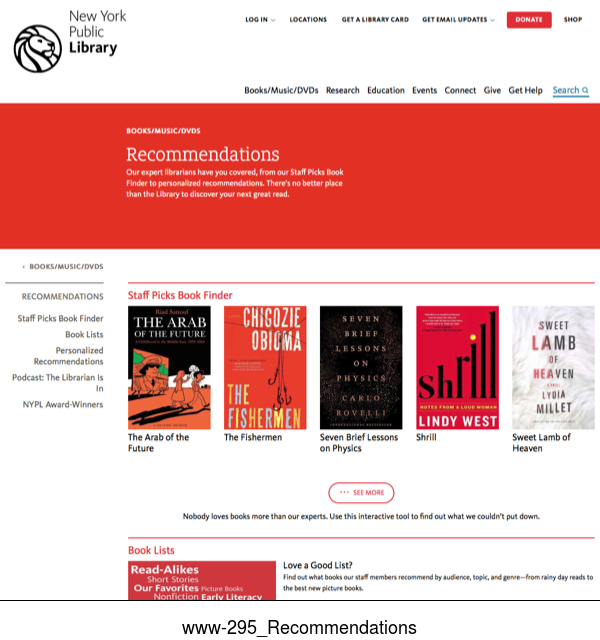 New York
Public
Library
LOG IN
LOCATIONS
GET A LIBRARY CARD
GET EMAIL UPDATES
DONATE
SHOP
Books/Music/DVDs Research Education Events Connect Give Get Help Search
BOOKS/MUSIC/DVDS
Recommendations
Our expert librarians have you covered, from our Staff Picks Book
Finder to personalized recommendations. There's no better place
than the Library to discover your next great read.
‹ BOOKS/MUSIC/DVDS
RECOMMENDATIONS
Staff Picks Book Finder
Book Lists
Personalized
Recommendations
Podcast: The Librarian Is
In
NYPL Award-Winners
Staff Picks Book Finder
Riad Sattouf
THE ARAB
OF THE FUTURE
CHIGOZIE
OBIOMA
THE
FISHERMEN
SEVEN
BRIEF
LESSONS
ON
PHYSICS
CARLO
ROVELLI
shrill
NOTES FROM A LOUD WOMAN
LINDY WEST
SWEET
LAMB
OF
HEAVEN
LYDIA
MILLET
The Arab of the
Future
The Fishermen
Seven Brief Lessons
on Physics
Shrill
Sweet Lamb of
Heaven
••• SEE MORE
Nobody loves books more than our experts. Use this interactive tool to find out what we couldn't put down.
Book Lists
Read-Alikes
Short Stories
Our Favorites Picture Books
Nonfiction Early Literacy
Love a Good List?
Find out what books our staff members recommend by audience, topic, and genre—from rainy day reads to
the best new picture books.
www-295_Recommendations